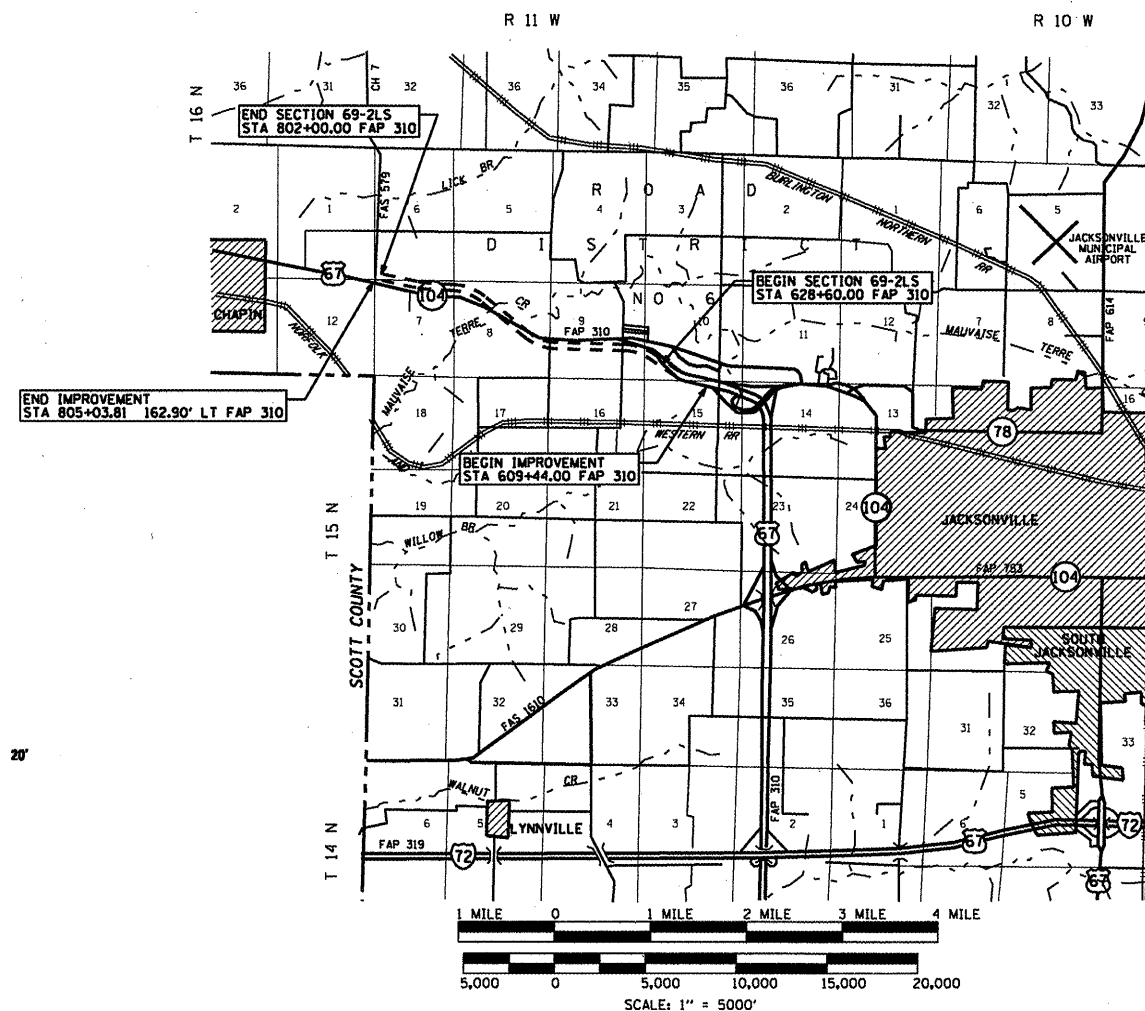 R 11 W
R 10 W
T 16 N
36
31
CH 7
32
36
34
35
36
31
32
33
END SECTION 69-2LS
STA 802+00.00 FAP 310
LICK BR
FAS 579
BURLINGTON
NORTHERN
RR
ROAD
DISTRICT
NO 6
2
1
6
5
4
3
2
1
6
5
JACKSONVILLE
MUNICIPAL
AIRPORT
67
104
CHAPIN
NORFOLK
BEGIN SECTION 69-2LS
STA 628+60.00 FAP 310
CR
TERRE
MAUVAISE
FAP 310
FAP 614
12
7
8
9
10
11
12
7
8
MAUVAISE
TERRE
END IMPROVEMENT
STA 805+03.81 162.90' LT FAP 310
18
17
16
15
14
13
16
78
WESTERN RR
AND
BEGIN IMPROVEMENT
STA 609+44.00 FAP 310
T 15 N
19
20
21
22
23
24
104
67
JACKSONVILLE
WILLOW BR
FAP 753
104
SCOTT COUNTY
30
29
28
27
26
25
SOUTH
JACKSONVILLE
31
32
33
34
35
36
31
32
33
FAS 1610
20'
WALNUT
CR
FAP 310
T 14 N
6
5
LYNNVILLE
4
3
2
1
6
5
FAP 319
72
67
72
67
1 MILE 0 1 MILE 2 MILE 3 MILE 4 MILE
5,000 0 5,000 10,000 15,000 20,000
SCALE: 1" = 5000'